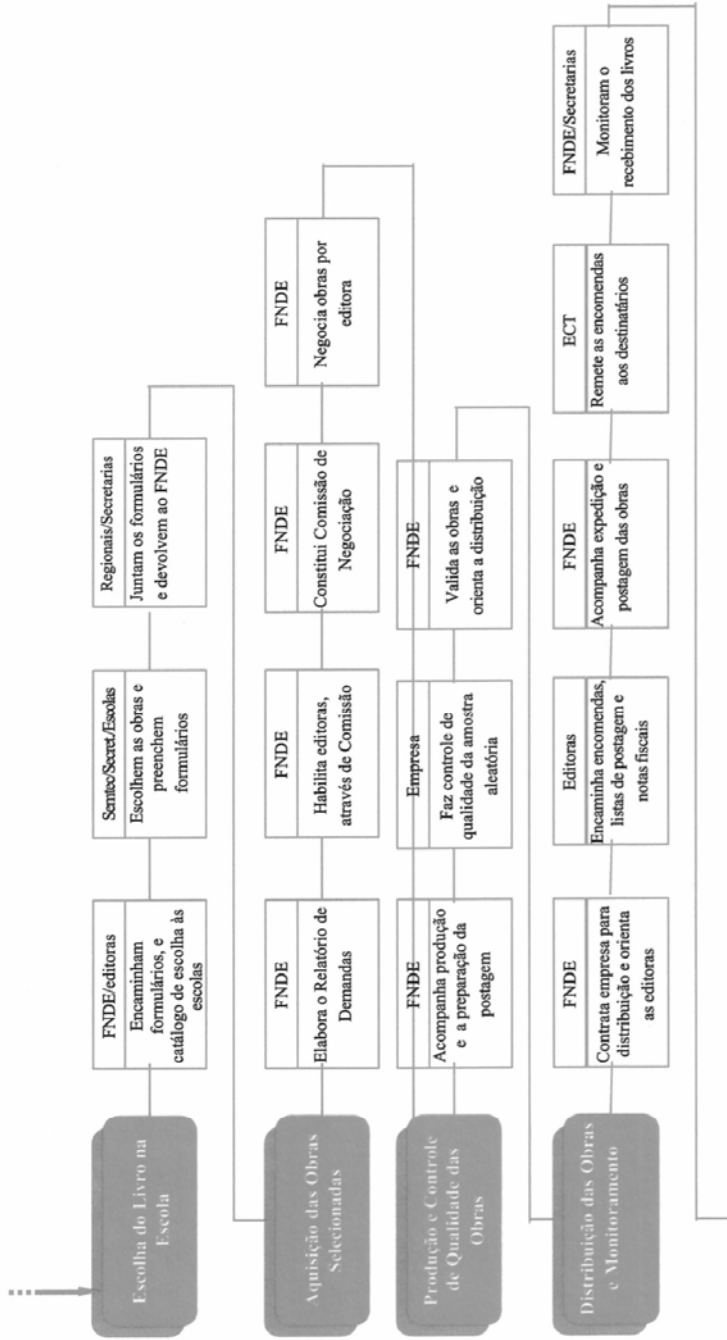 Escolha do Livro na
Escola
FNDE/editoras
Encaminham
formulários, e
catálogo de escolha às
escolas
Semtec/Secret./Escolas
Escolhem as obras e
preenchem
formulários
Regionais/Secretarias
Juntam os formulários
e devolvem ao FNDE
Aquisição das Obras
Selecionadas
FNDE
Elabora o Relatório de
Demandas
FNDE
Habilita editoras,
através de Comissão
FNDE
Constitui Comissão de
Negociação
FNDE
Negocia obras por
editora
Produção e Controle
de Qualidade das
Obras
FNDE
Acompanha produção
e a preparação da
postagem
Empresa
Faz controle de
qualidade da amostra
aleatória
FNDE
Valida as obras e
orienta a distribuição
Distribuição das Obras
e Monitoramento
FNDE
Contrata empresa para
distribuição e orienta
as editoras
Editoras
Encaminha encomendas,
listas de postagem e
notas fiscais
FNDE
Acompanha expedição e
postagem das obras
ECT
Remete as encomendas
aos destinatários
FNDE/Secretarias
Monitoram o
recebimento dos livros